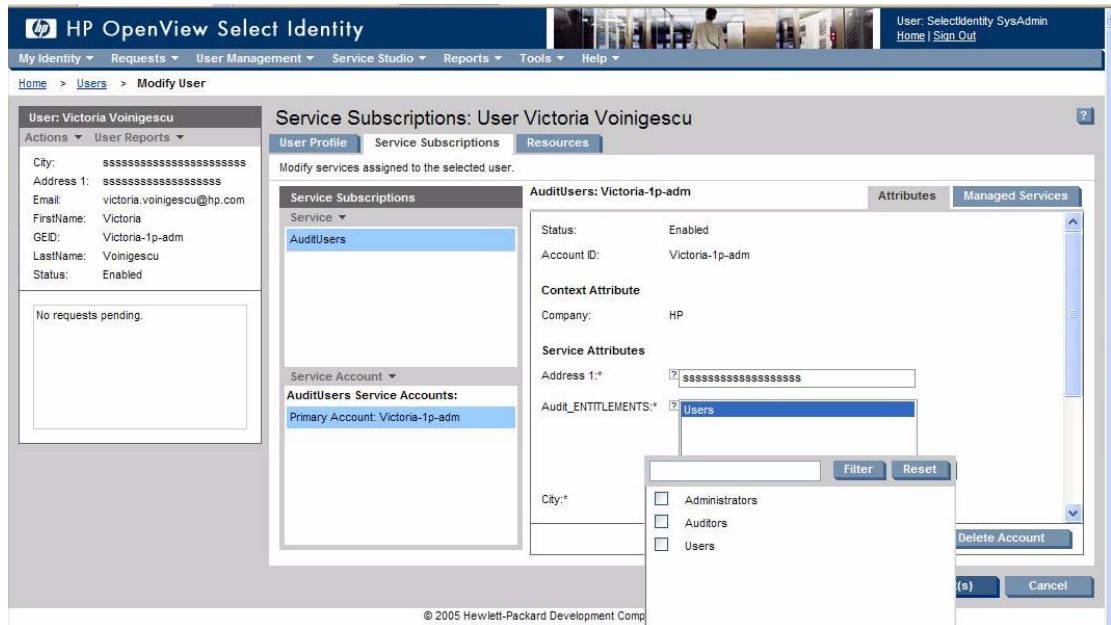 hp HP OpenView Select Identity
User: SelectIdentity SysAdmin
Home | Sign Out
My Identity Requests User Management Service Studio Reports Tools Help
Home > Users > Modify User
User: Victoria Voinigescu
Actions User Reports
City: sssssssssssssssssssssss
Address 1: sssssssssssssssssss
Email: victoria.voinigescu@hp.com
FirstName: Victoria
GEID: Victoria-1p-adm
LastName: Voinigescu
Status: Enabled
No requests pending.
Service Subscriptions: User Victoria Voinigescu
?
User Profile Service Subscriptions Resources
Modify services assigned to the selected user.
Service Subscriptions
Service
AuditUsers
Service Account
AuditUsers Service Accounts:
Primary Account: Victoria-1p-adm
AuditUsers: Victoria-1p-adm
Attributes Managed Services
Status: Enabled
Account ID: Victoria-1p-adm
Context Attribute
Company: HP
Service Attributes
Address 1:* ? sssssssssssssssssss
Audit_ENTITLEMENTS:* ? Users
Filter Reset
City:*
Administrators
Auditors
Users
Delete Account
(s) Cancel
© 2005 Hewlett-Packard Development Comp